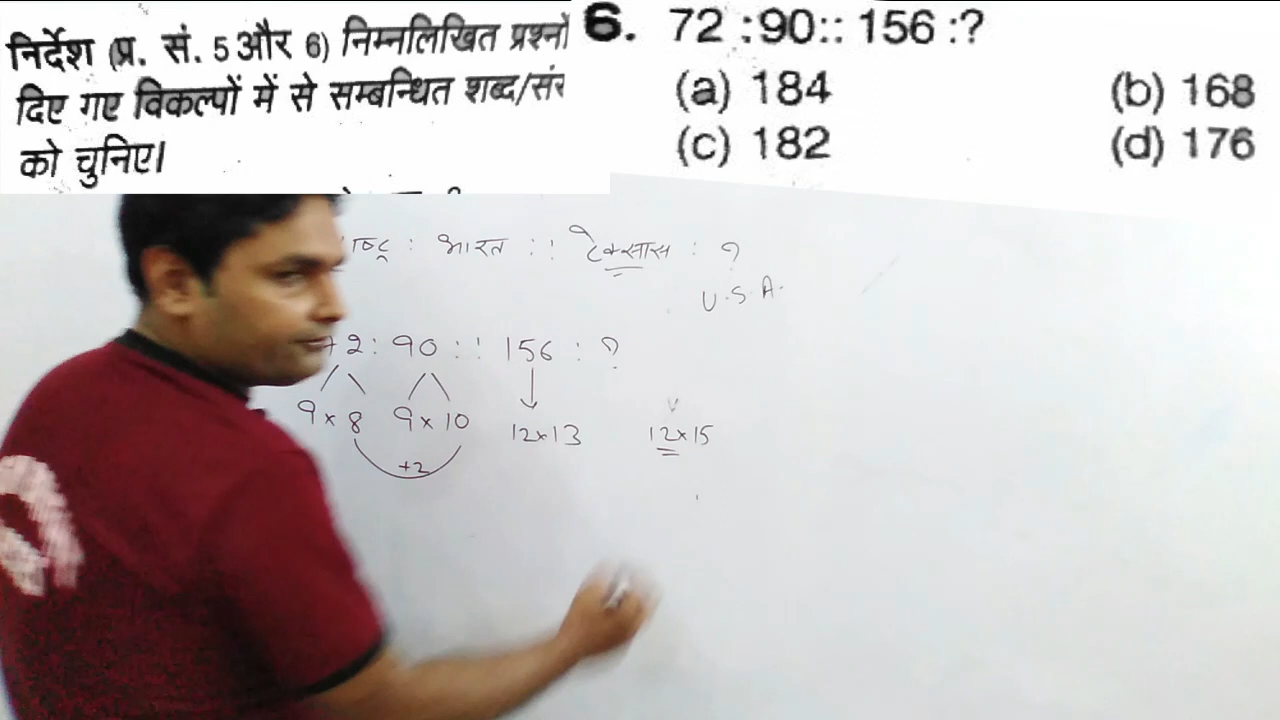 निर्देश (प्र. सं. 5 और 6) निम्नलिखित प्रश्नों
दिए गए विकल्पों में से सम्बन्धित शब्द/सं
को चुनिए।
6. 72 : 90 :: 156 : ?
(a) 184 (b) 168
(c) 182 (d) 176
: भारत :: टेक्सास : ?
U.S.A.
72 : 90 :: 156 : ?
9 × 8 9 × 10 12×13 12×15
+2